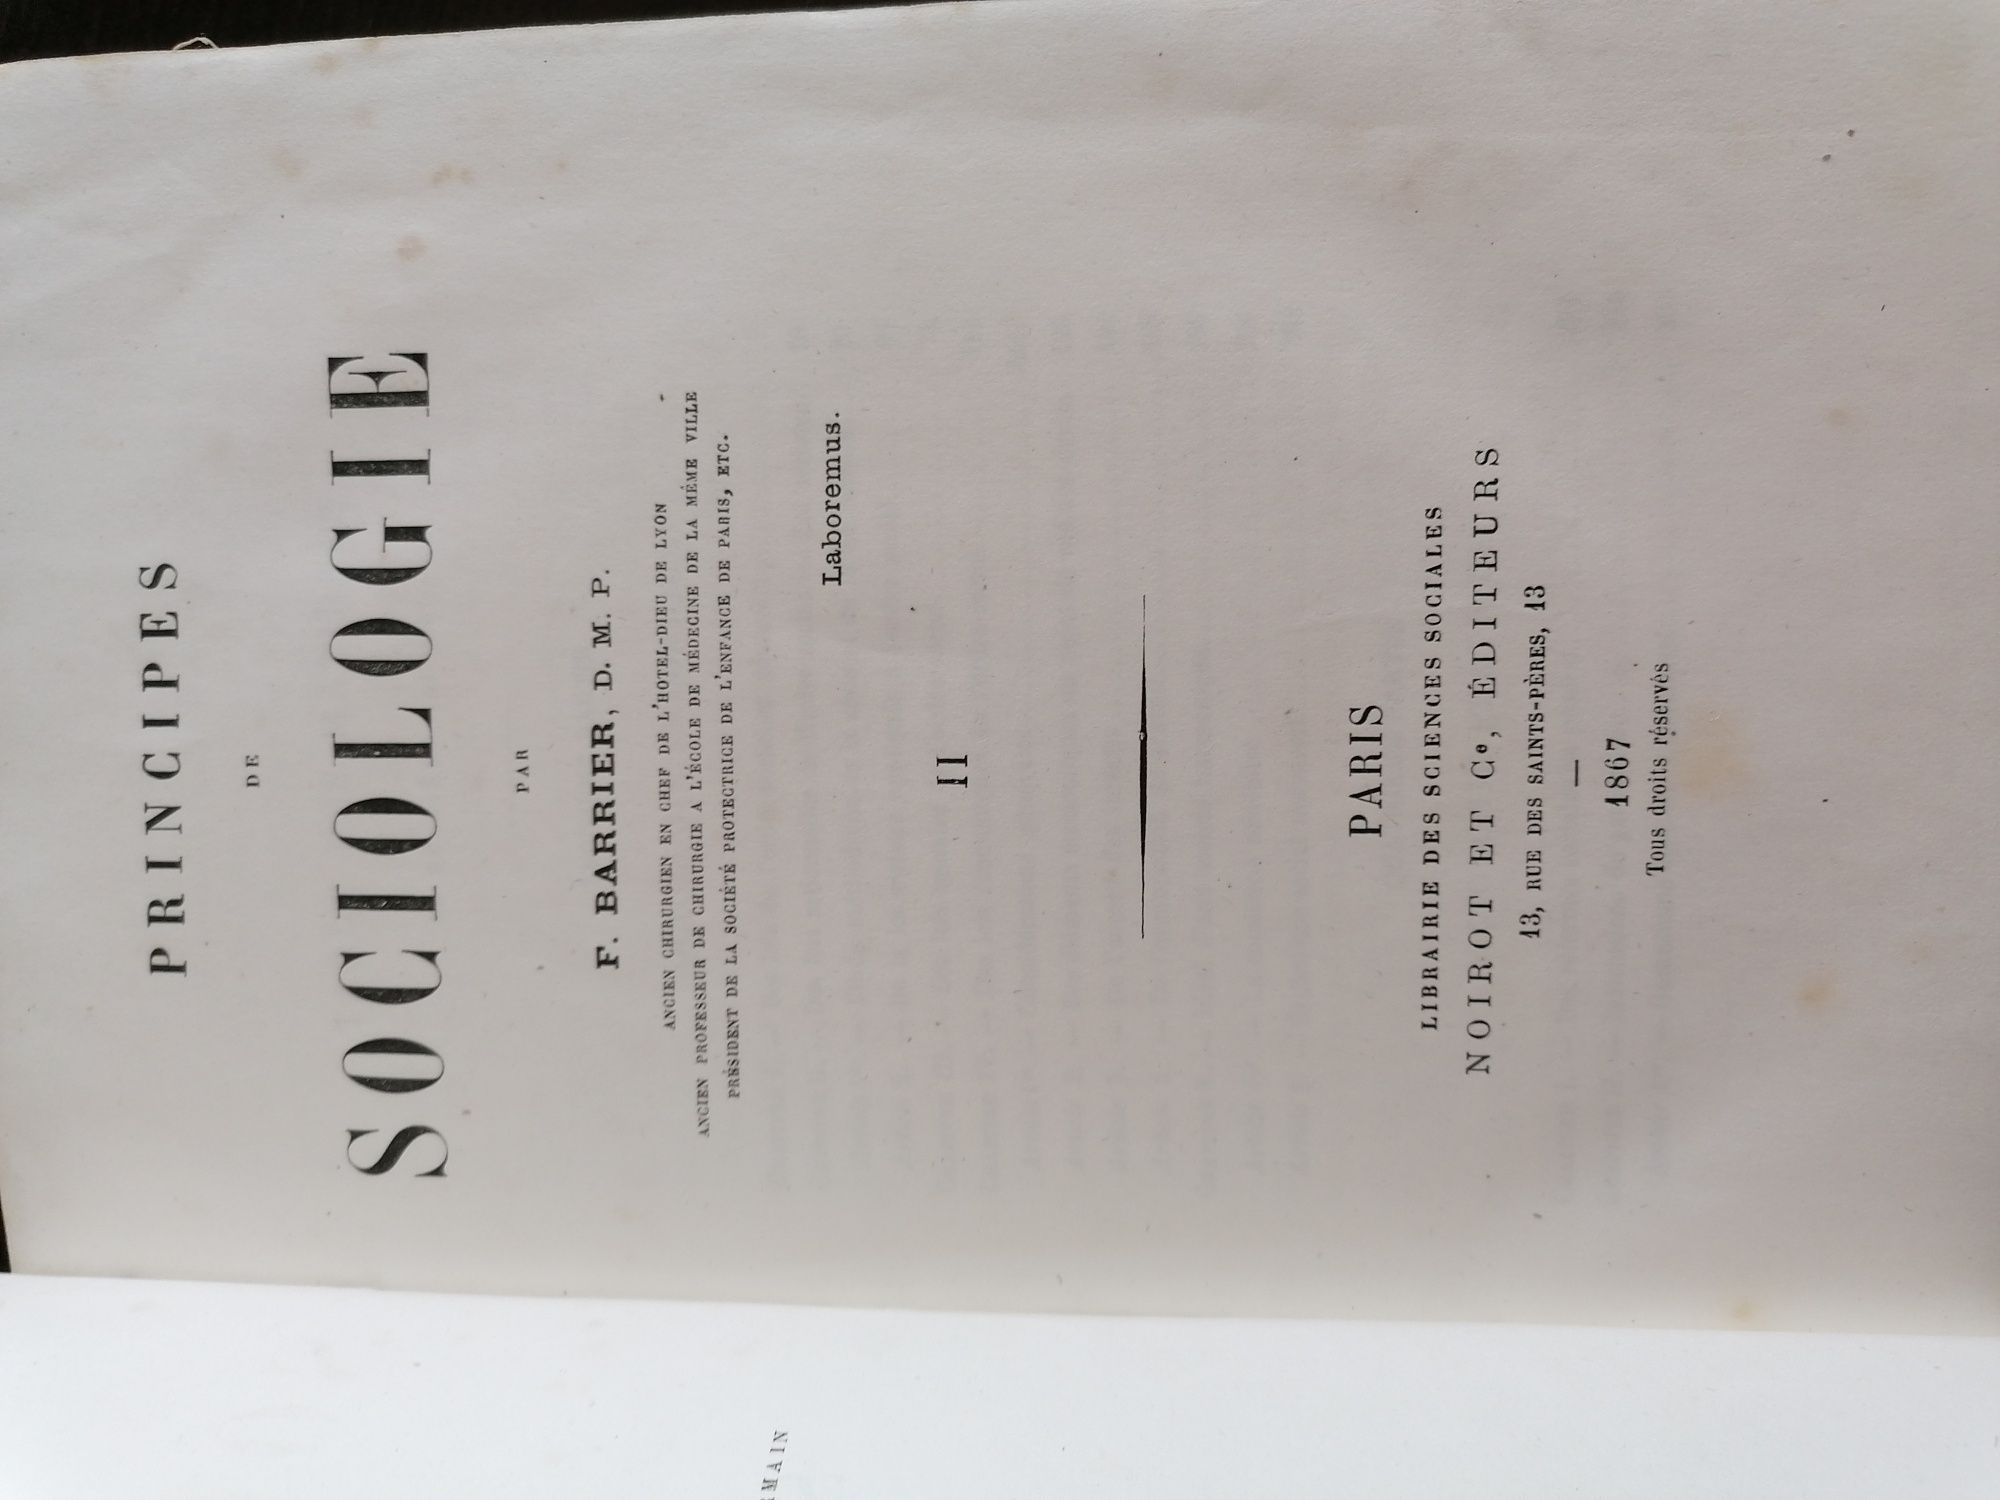 PRINCIPES
DE
SOCIOLOGIE
PAR
F. BARRIER, D. M. P.
ANCIEN CHIRURGIEN EN CHEF DE L'HOTEL-DIEU DE LYON
ANCIEN PROFESSEUR DE CHIRURGIE A L'ÉCOLE DE MÉDECINE DE LA MÊME VILLE
PRÉSIDENT DE LA SOCIÉTÉ PROTECTRICE DE L'ENFANCE DE PARIS, ETC.
Laboremus.
II
PARIS
LIBRAIRIE DES SCIENCES SOCIALES
NOIROT ET Cᵉ, ÉDITEURS
13, RUE DES SAINTS-PÈRES, 13
—
1867
Tous droits réservés